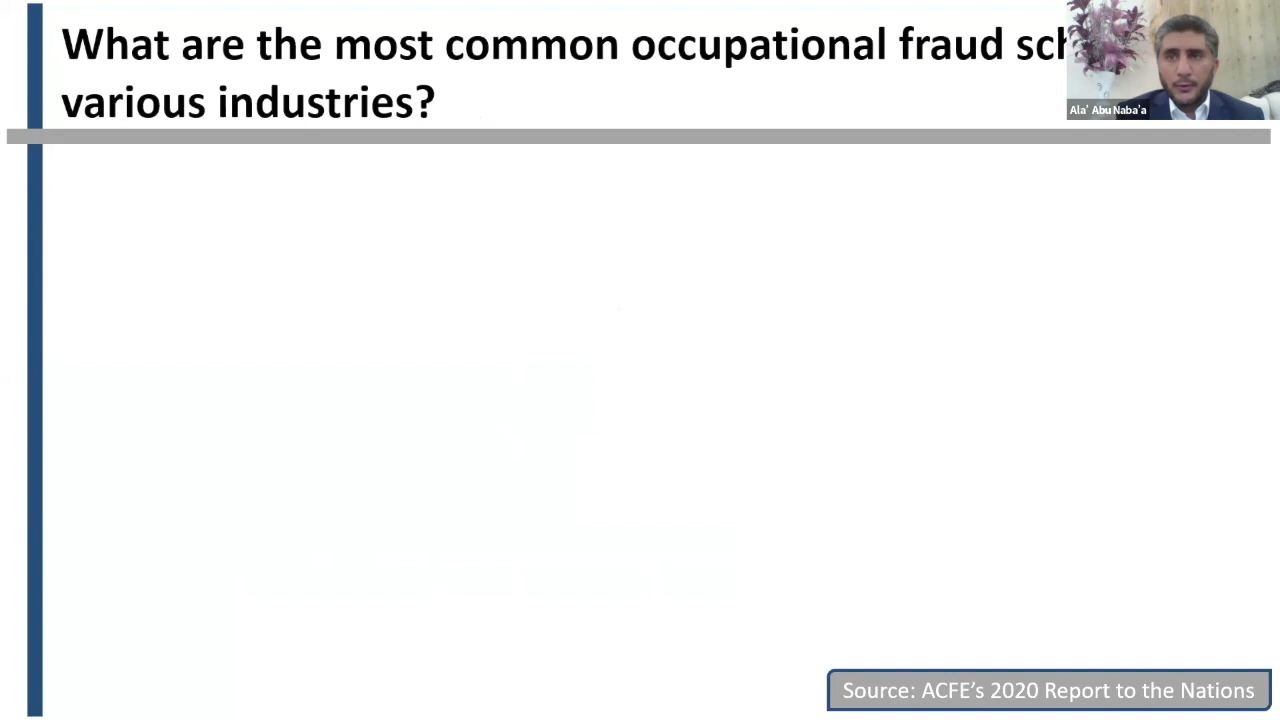 What are the most common occupational fraud
various industries?
Ala' Abu Naba'a
Source: ACFE's 2020 Report to the Nations